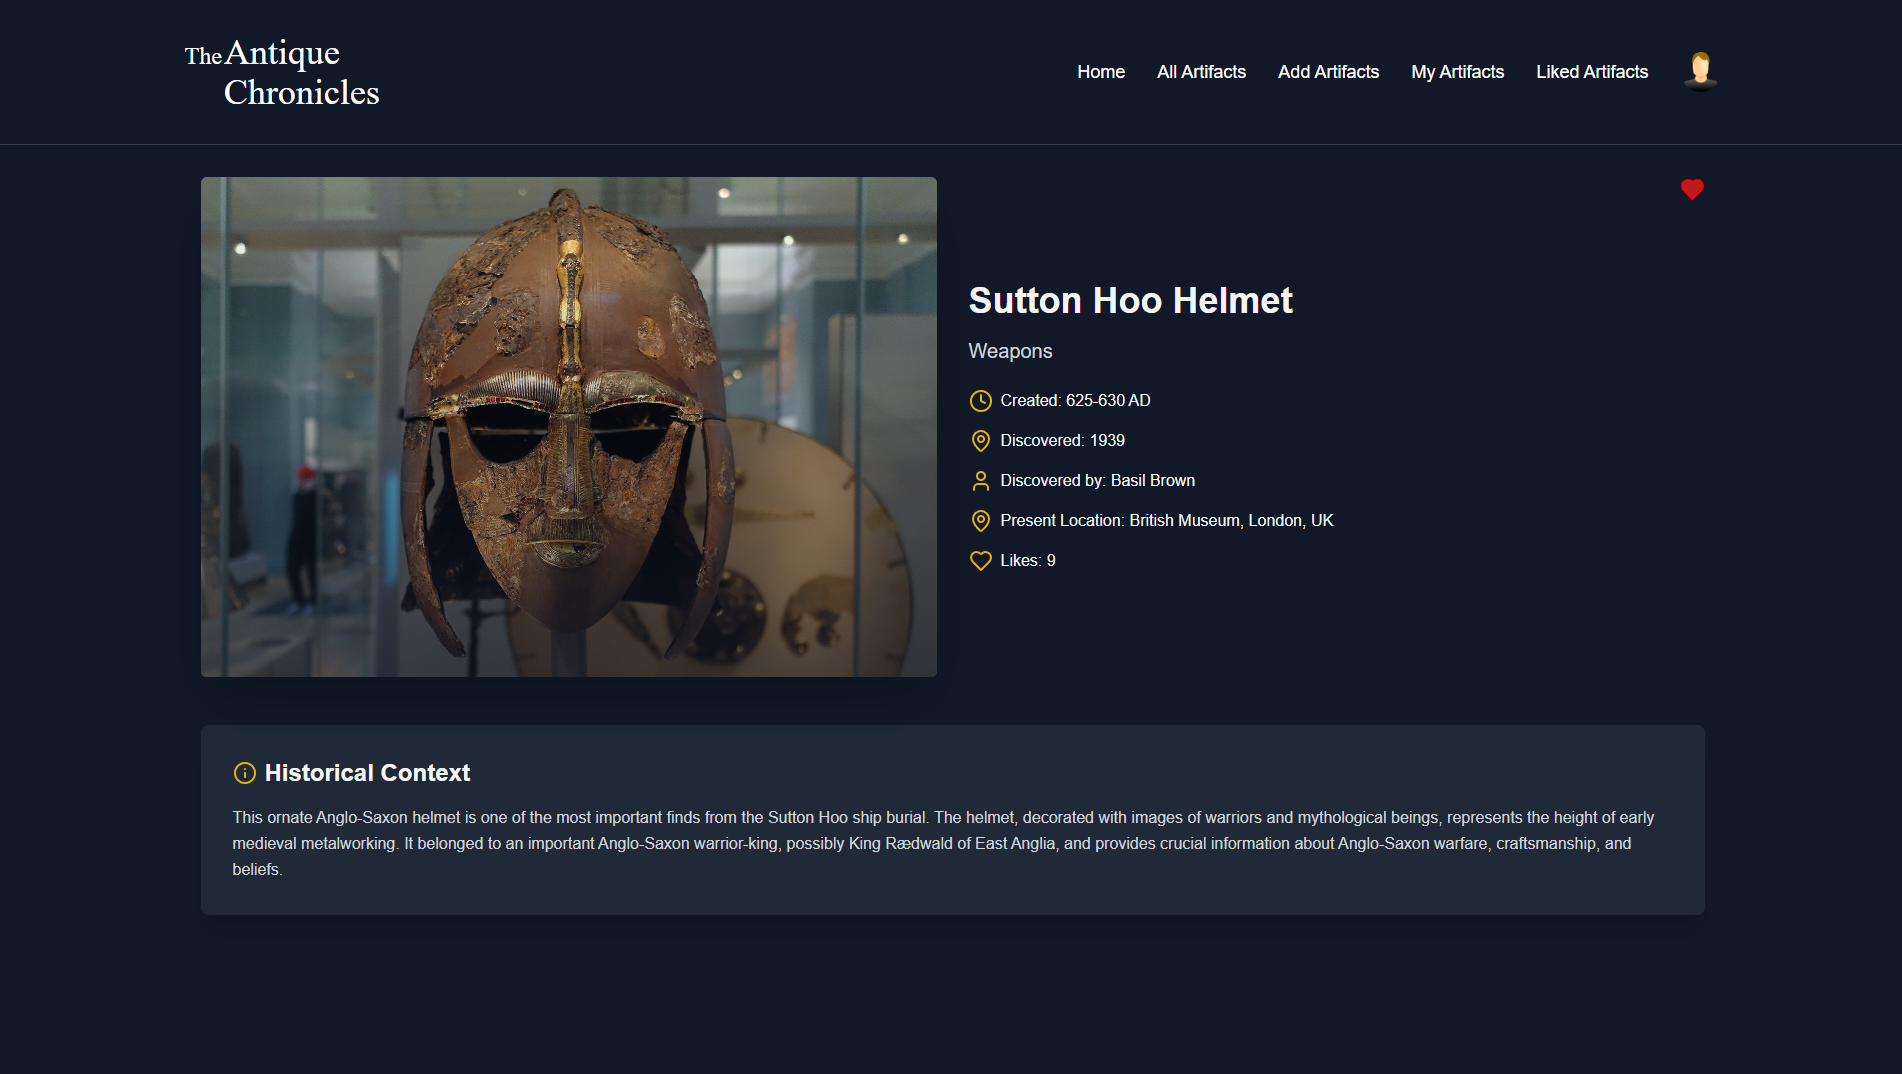 The Antique
Chronicles
Home
All Artifacts
Add Artifacts
My Artifacts
Liked Artifacts
Sutton Hoo Helmet
Weapons
Created: 625-630 AD
Discovered: 1939
Discovered by: Basil Brown
Present Location: British Museum, London, UK
Likes: 9
Historical Context
This ornate Anglo-Saxon helmet is one of the most important finds from the Sutton Hoo ship burial. The helmet, decorated with images of warriors and mythological beings, represents the height of early
medieval metalworking. It belonged to an important Anglo-Saxon warrior-king, possibly King Rædwald of East Anglia, and provides crucial information about Anglo-Saxon warfare, craftsmanship, and
beliefs.